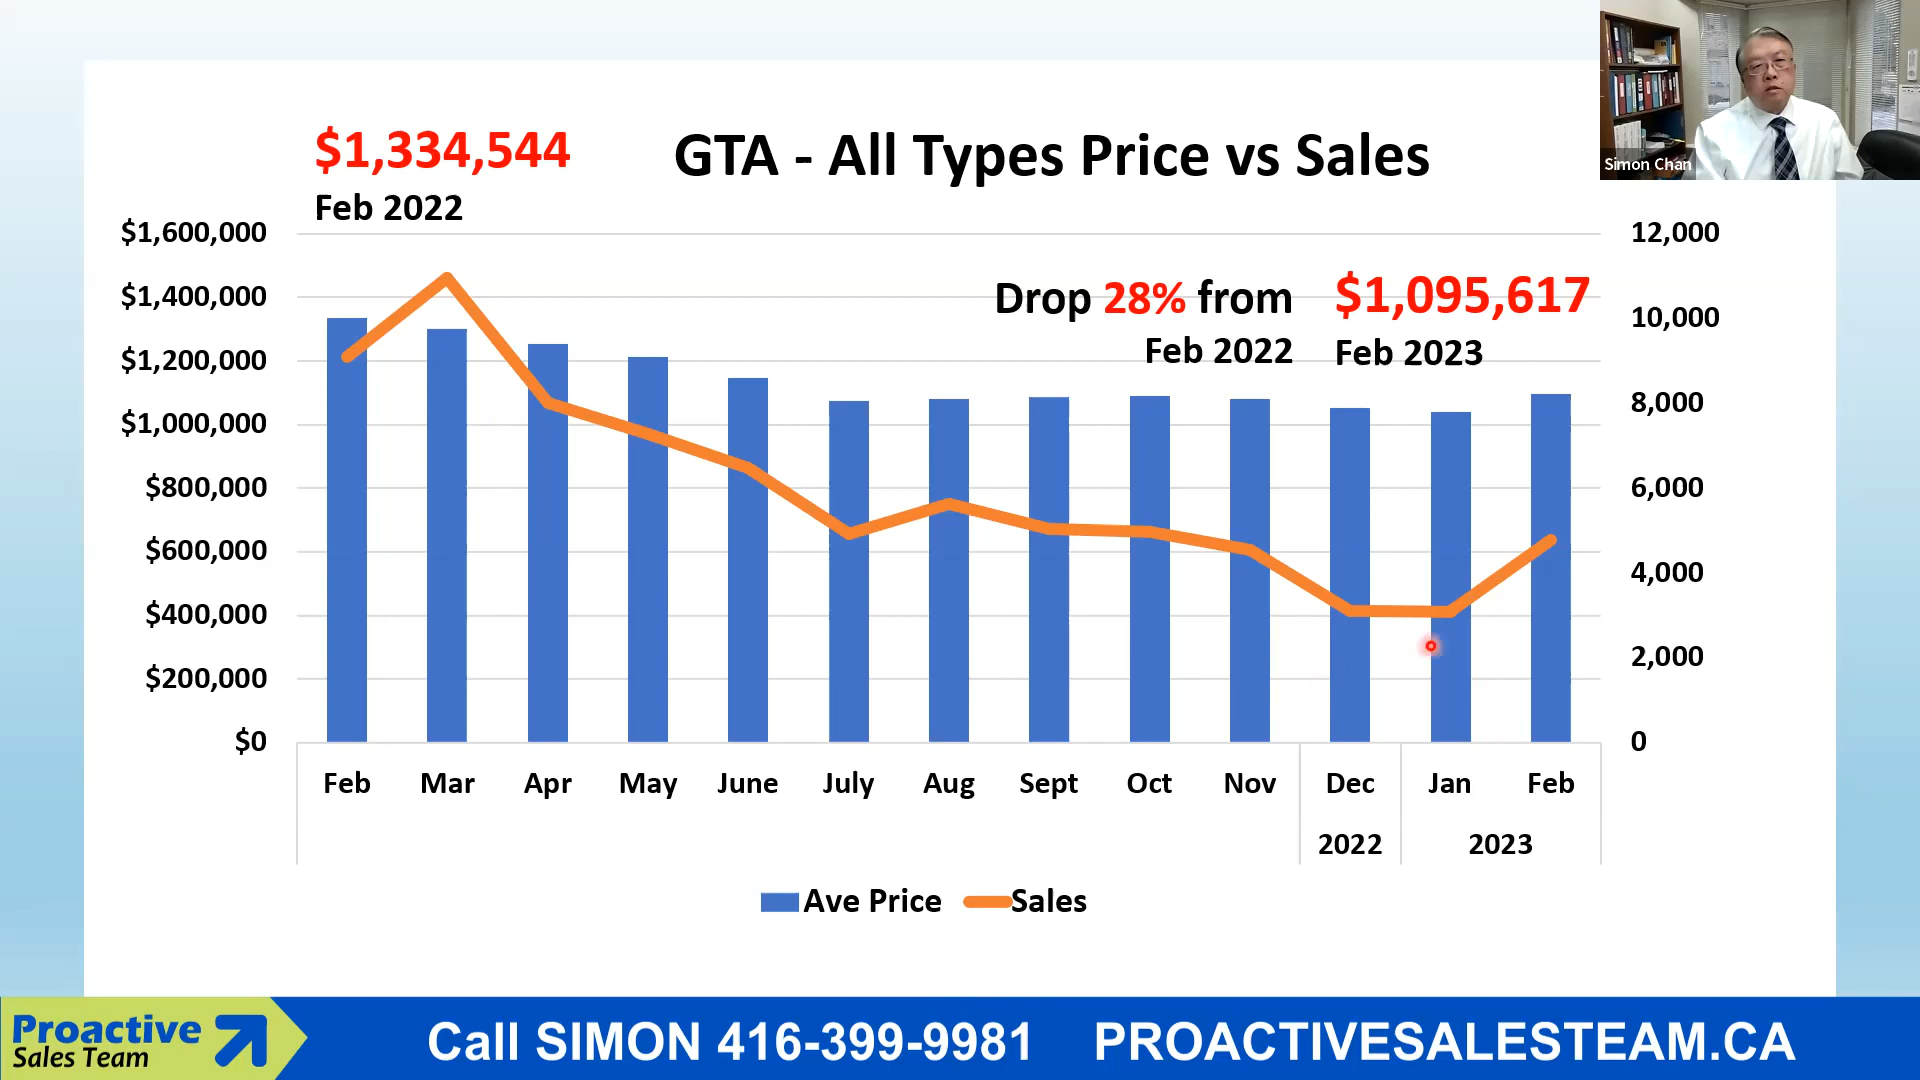 $1,334,544
Feb 2022
GTA - All Types Price vs Sales
Simon Chan
$1,600,000
$1,400,000
$1,200,000
$1,000,000
$800,000
$600,000
$400,000
$200,000
$0
Drop 28% from
Feb 2022
$1,095,617
Feb 2023
12,000
10,000
8,000
6,000
4,000
2,000
0
Feb Mar Apr May June July Aug Sept Oct Nov Dec Jan Feb
2022 2023
Ave Price Sales
Proactive
Sales Team
Call SIMON 416-399-9981 PROACTIVESALESTEAM.CA